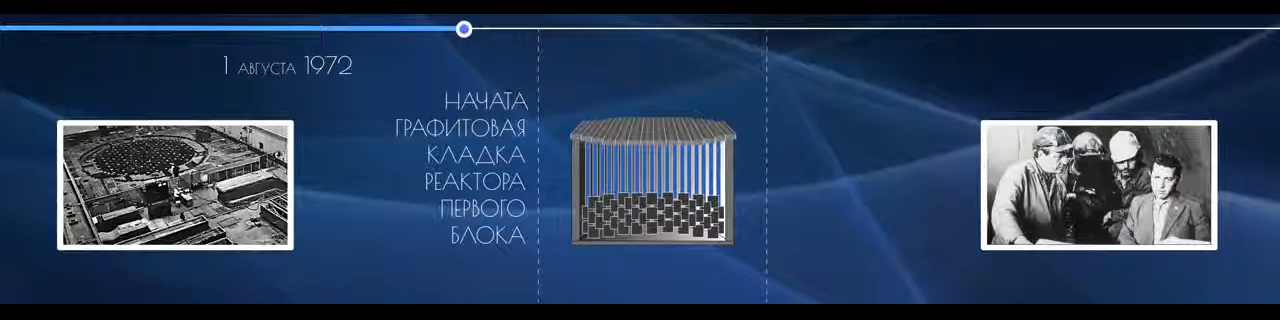 1 августа 1972
НАЧАТА
ГРАФИТОВАЯ
КЛАДКА
РЕАКТОРА
ПЕРВОГО
БЛОКА